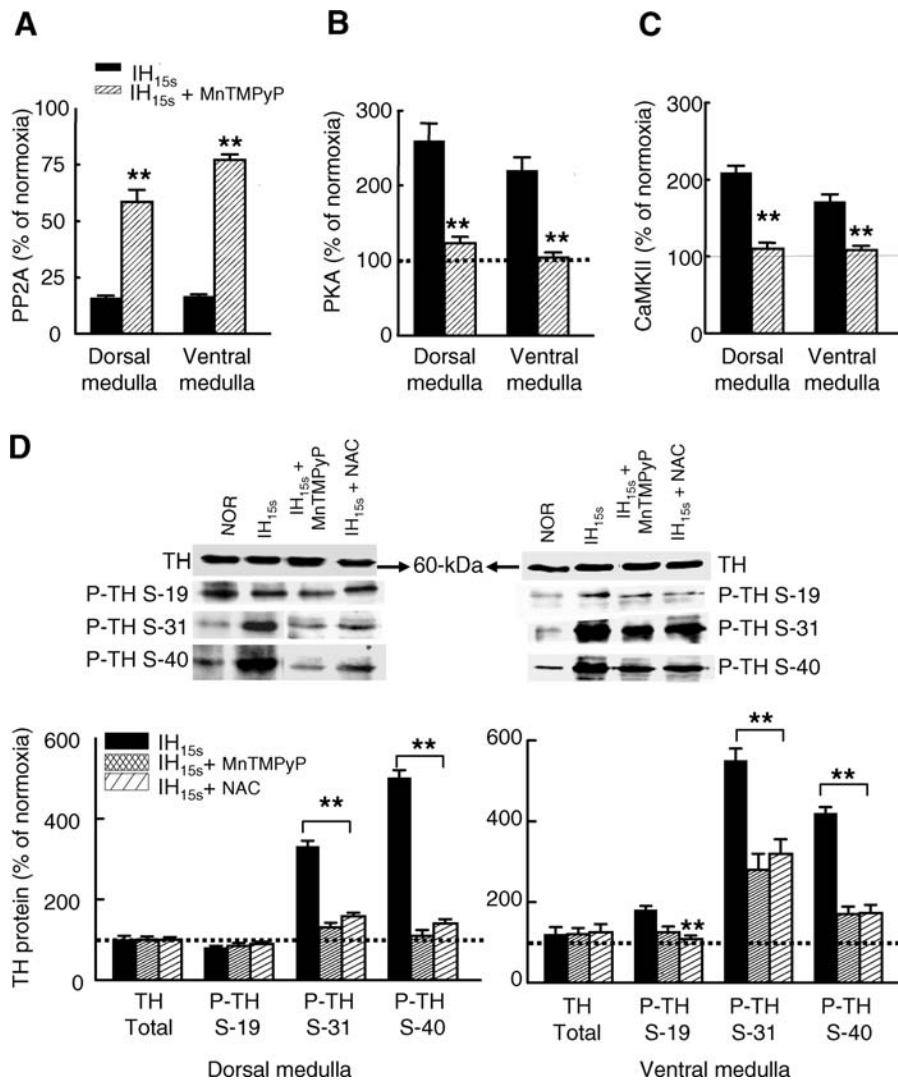 A
IH15s
IH15s + MnTMPyP
PP2A (% of normoxia)
100
75
50
25
0
**
**
Dorsal medulla
Ventral medulla
B
PKA (% of normoxia)
300
200
100
0
**
**
Dorsal medulla
Ventral medulla
C
CaMKII (% of normoxia)
300
200
100
0
**
**
Dorsal medulla
Ventral medulla
D
NOR
IH15s
IH15s + MnTMPyP
IH15s + NAC
TH
P-TH S-19
P-TH S-31
P-TH S-40
60-kDa
NOR
IH15s
IH15s + MnTMPyP
IH15s + NAC
TH
P-TH S-19
P-TH S-31
P-TH S-40
TH protein (% of normoxia)
600
400
200
0
IH15s
IH15s+ MnTMPyP
IH15s+ NAC
**
**
TH Total
P-TH S-19
P-TH S-31
P-TH S-40
Dorsal medulla
600
400
200
0
**
**
**
TH Total
P-TH S-19
P-TH S-31
P-TH S-40
Ventral medulla